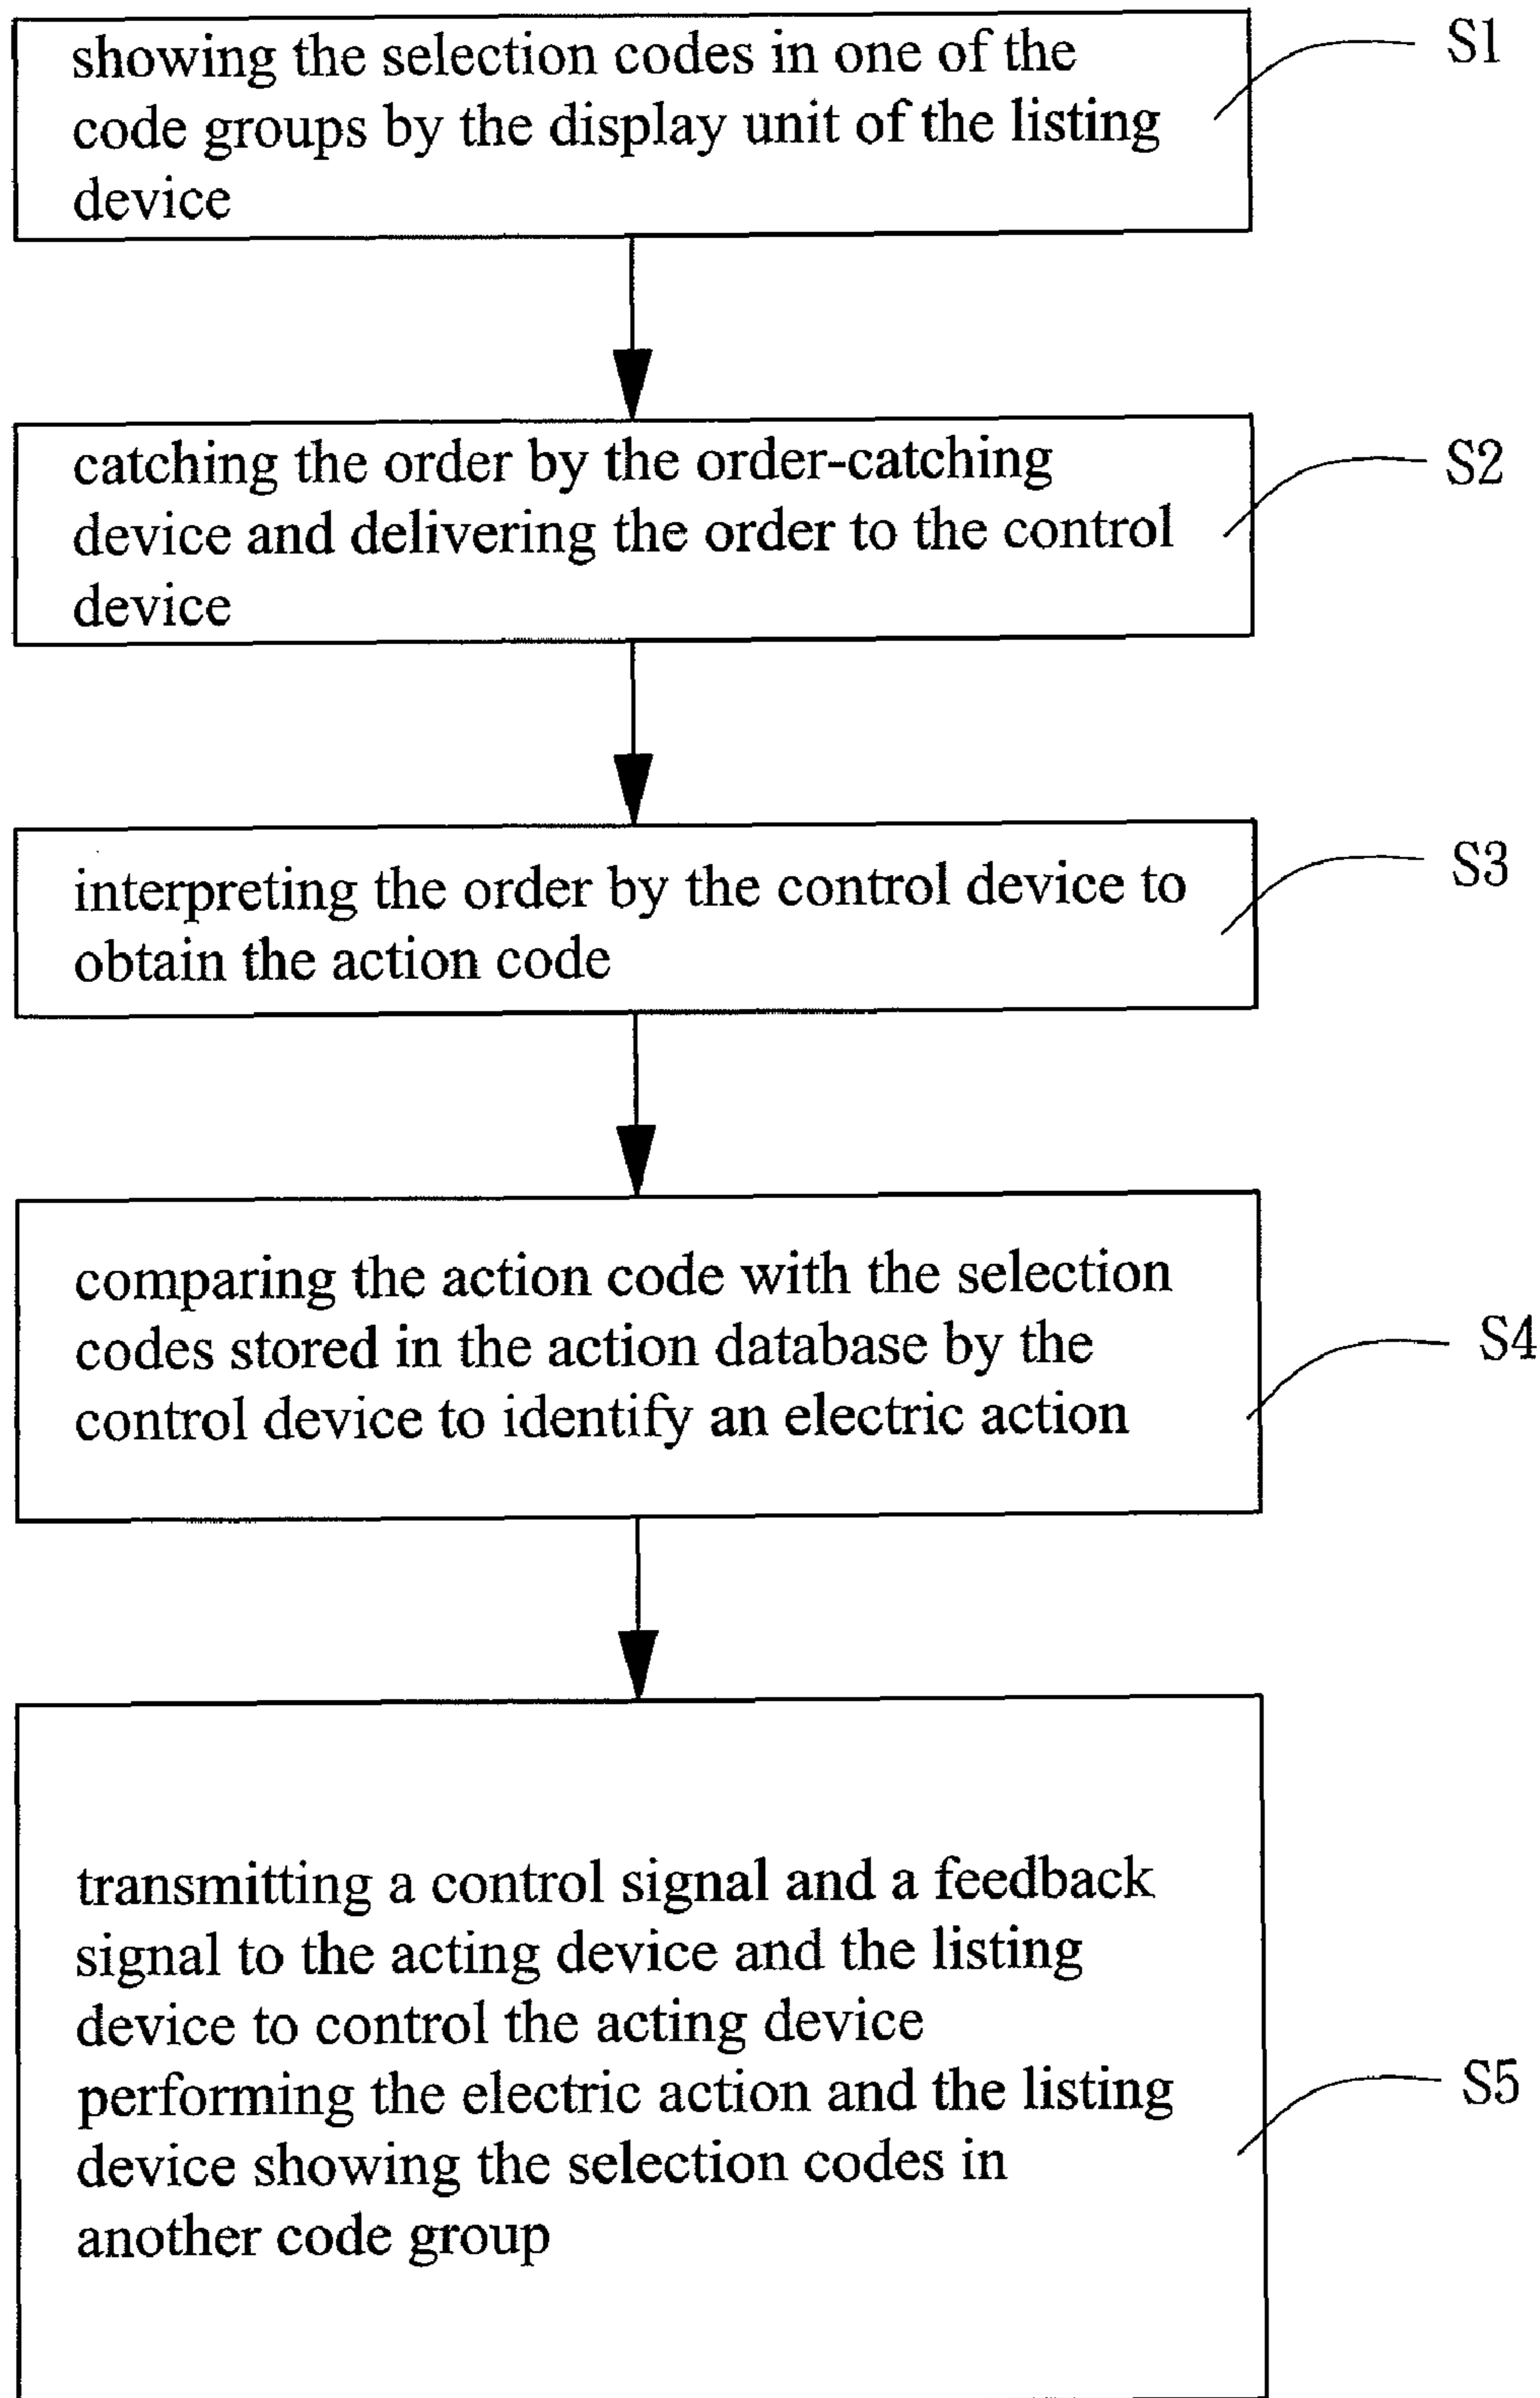 showing the selection codes in one of the
code groups by the display unit of the listing
device
S1
catching the order by the order-catching
device and delivering the order to the control
device
S2
interpreting the order by the control device to
obtain the action code
S3
comparing the action code with the selection
codes stored in the action database by the
control device to identify an electric action
S4
transmitting a control signal and a feedback
signal to the acting device and the listing
device to control the acting device
performing the electric action and the listing
device showing the selection codes in
another code group
S5